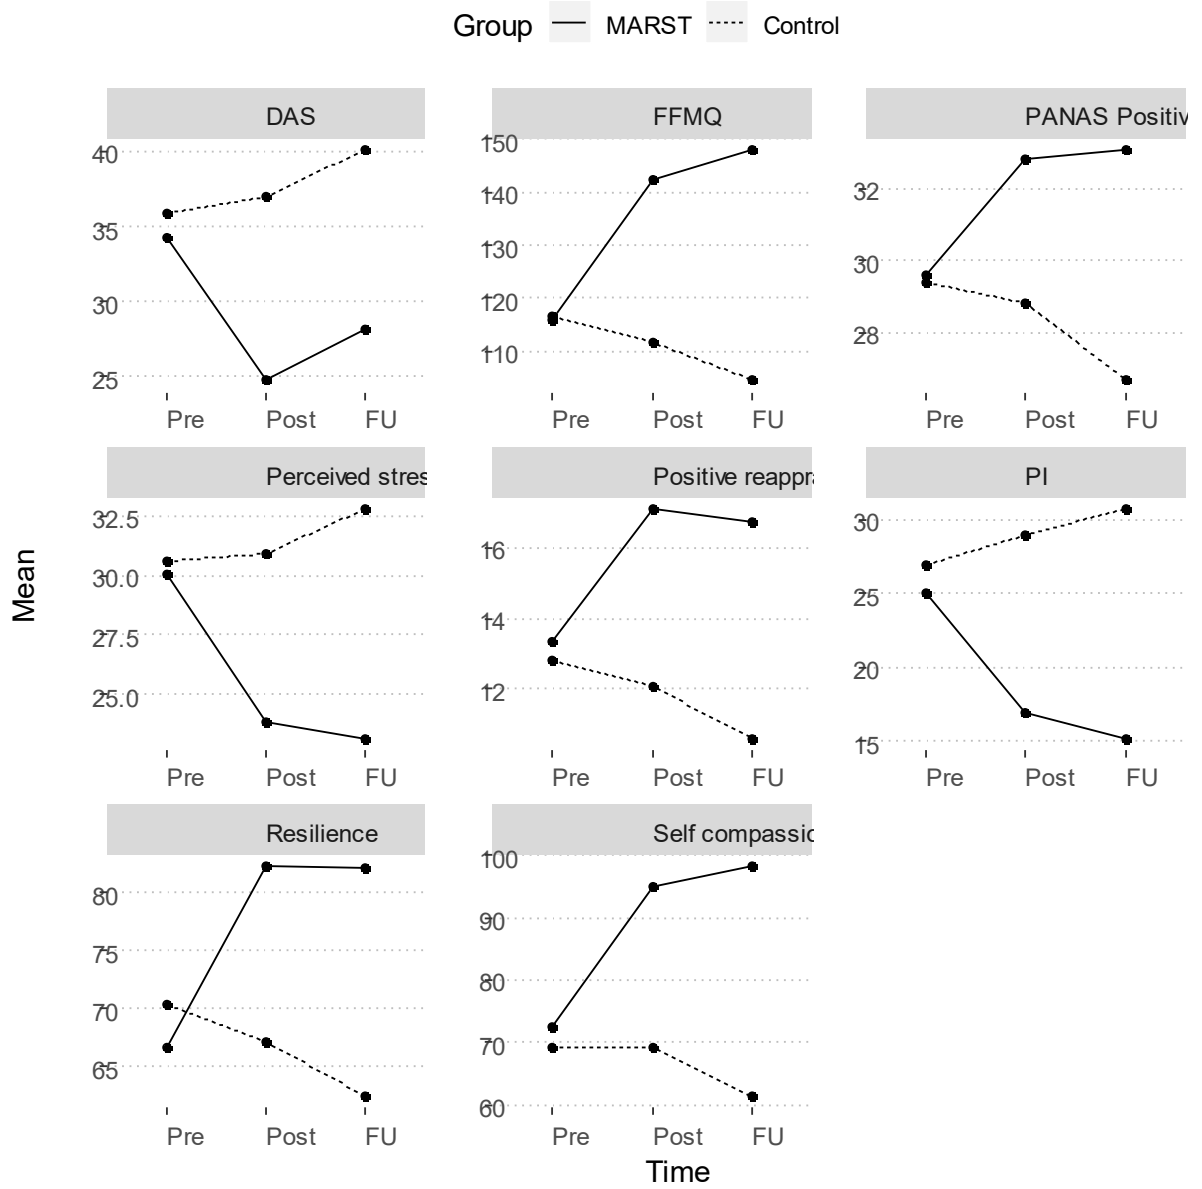 Group MARST Control
DAS FFMQ PANAS Positiv
40
35
30
25
Pre Post FU
150
140
130
120
110
Pre Post FU
32
30
28
Pre Post FU
Perceived stres Positive reappra PI
32.5
30.0
27.5
25.0
Pre Post FU
16
14
12
Pre Post FU
30
25
20
15
Pre Post FU
Resilience Self compassio
80
75
70
65
Pre Post FU
100
90
80
70
60
Pre Post FU
Mean
Time